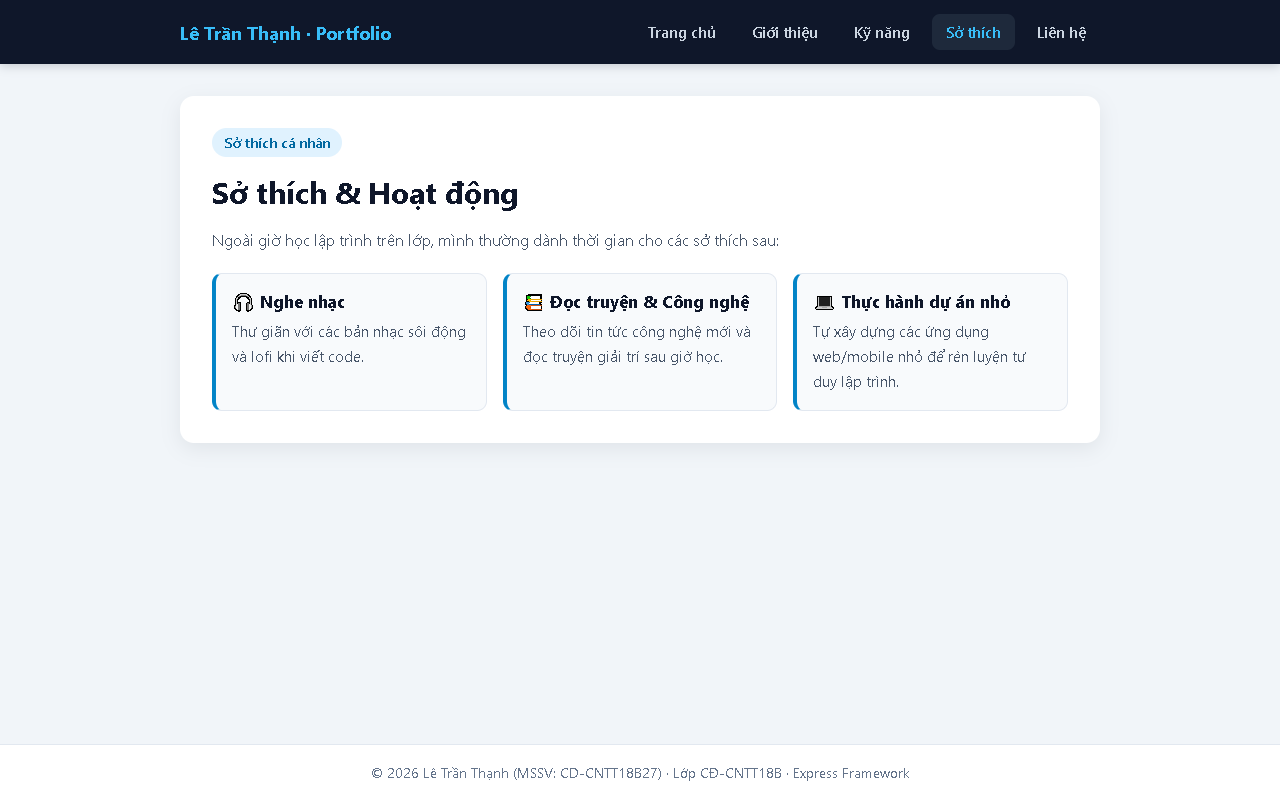 Lê Trần Thạnh · Portfolio
Trang chủ
Giới thiệu
Kỹ năng
Sở thích
Liên hệ
Sở thích cá nhân
Sở thích & Hoạt động
Ngoài giờ học lập trình trên lớp, mình thường dành thời gian cho các sở thích sau:
Nghe nhạc
Thư giãn với các bản nhạc sôi động
và lofi khi viết code.
Đọc truyện & Công nghệ
Theo dõi tin tức công nghệ mới và
đọc truyện giải trí sau giờ học.
Thực hành dự án nhỏ
Tự xây dựng các ứng dụng
web/mobile nhỏ để rèn luyện tư
duy lập trình.
© 2026 Lê Trần Thạnh (MSSV: CD-CNTT18B27) · Lớp CĐ-CNTT18B · Express Framework